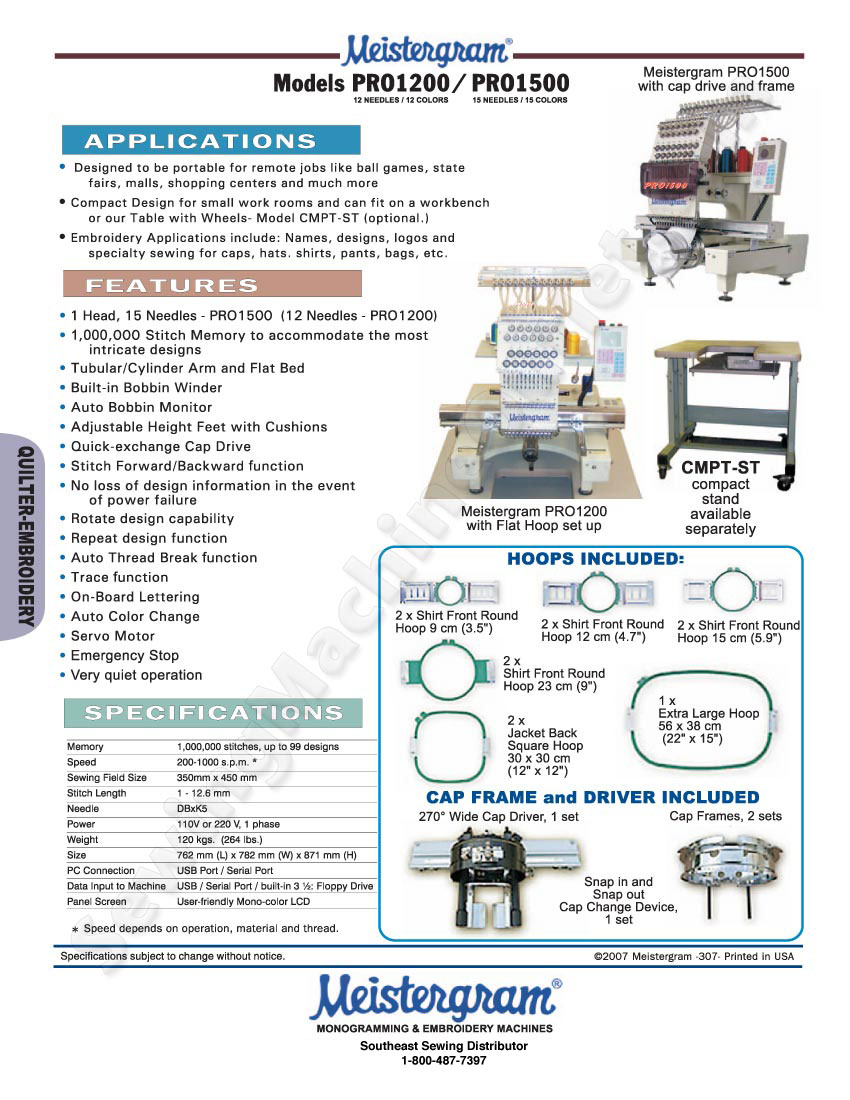 Meistergram®
Models PRO1200 / PRO1500
12 NEEDLES / 12 COLORS 15 NEEDLES / 15 COLORS
Meistergram PRO1500
with cap drive and frame
APPLICATIONS
• Designed to be portable for remote jobs like ball games, state
fairs, malls, shopping centers and much more
• Compact Design for small work rooms and can fit on a workbench
or our Table with Wheels- Model CMPT-ST (optional.)
• Embroidery Applications include: Names, designs, logos and
specialty sewing for caps, hats. shirts, pants, bags, etc.
PRO1500
FEATURES
• 1 Head, 15 Needles - PRO1500 (12 Needles - PRO1200)
• 1,000,000 Stitch Memory to accommodate the most
intricate designs
• Tubular/Cylinder Arm and Flat Bed
• Built-in Bobbin Winder
• Auto Bobbin Monitor
• Adjustable Height Feet with Cushions
• Quick-exchange Cap Drive
• Stitch Forward/Backward function
• No loss of design information in the event
of power failure
• Rotate design capability
• Repeat design function
• Auto Thread Break function
• Trace function
• On-Board Lettering
• Auto Color Change
• Servo Motor
• Emergency Stop
• Very quiet operation
Meistergram
Meistergram PRO1200
with Flat Hoop set up
CMPT-ST
compact
stand
available
separately
QUILTER-EMBROIDERY
HOOPS INCLUDED:
2 x Shirt Front Round
Hoop 9 cm (3.5")
2 x Shirt Front Round
Hoop 12 cm (4.7")
2 x Shirt Front Round
Hoop 15 cm (5.9")
2 x
Shirt Front Round
Hoop 23 cm (9")
2 x
Jacket Back
Square Hoop
30 x 30 cm
(12" x 12")
1 x
Extra Large Hoop
56 x 38 cm
(22" x 15")
CAP FRAME and DRIVER INCLUDED
270° Wide Cap Driver, 1 set
Cap Frames, 2 sets
Snap in and
Snap out
Cap Change Device,
1 set
SPECIFICATIONS
Memory 1,000,000 stitches, up to 99 designs
Speed 200-1000 s.p.m. *
Sewing Field Size 350mm x 450 mm
Stitch Length 1 - 12.6 mm
Needle DBxK5
Power 110V or 220 V, 1 phase
Weight 120 kgs. (264 lbs.)
Size 762 mm (L) x 782 mm (W) x 871 mm (H)
PC Connection USB Port / Serial Port
Data Input to Machine USB / Serial Port / built-in 3 ½: Floppy Drive
Panel Screen User-friendly Mono-color LCD
* Speed depends on operation, material and thread.
Specifications subject to change without notice.
©2007 Meistergram -307- Printed in USA
Meistergram®
MONOGRAMMING & EMBROIDERY MACHINES
Southeast Sewing Distributor
1-800-487-7397